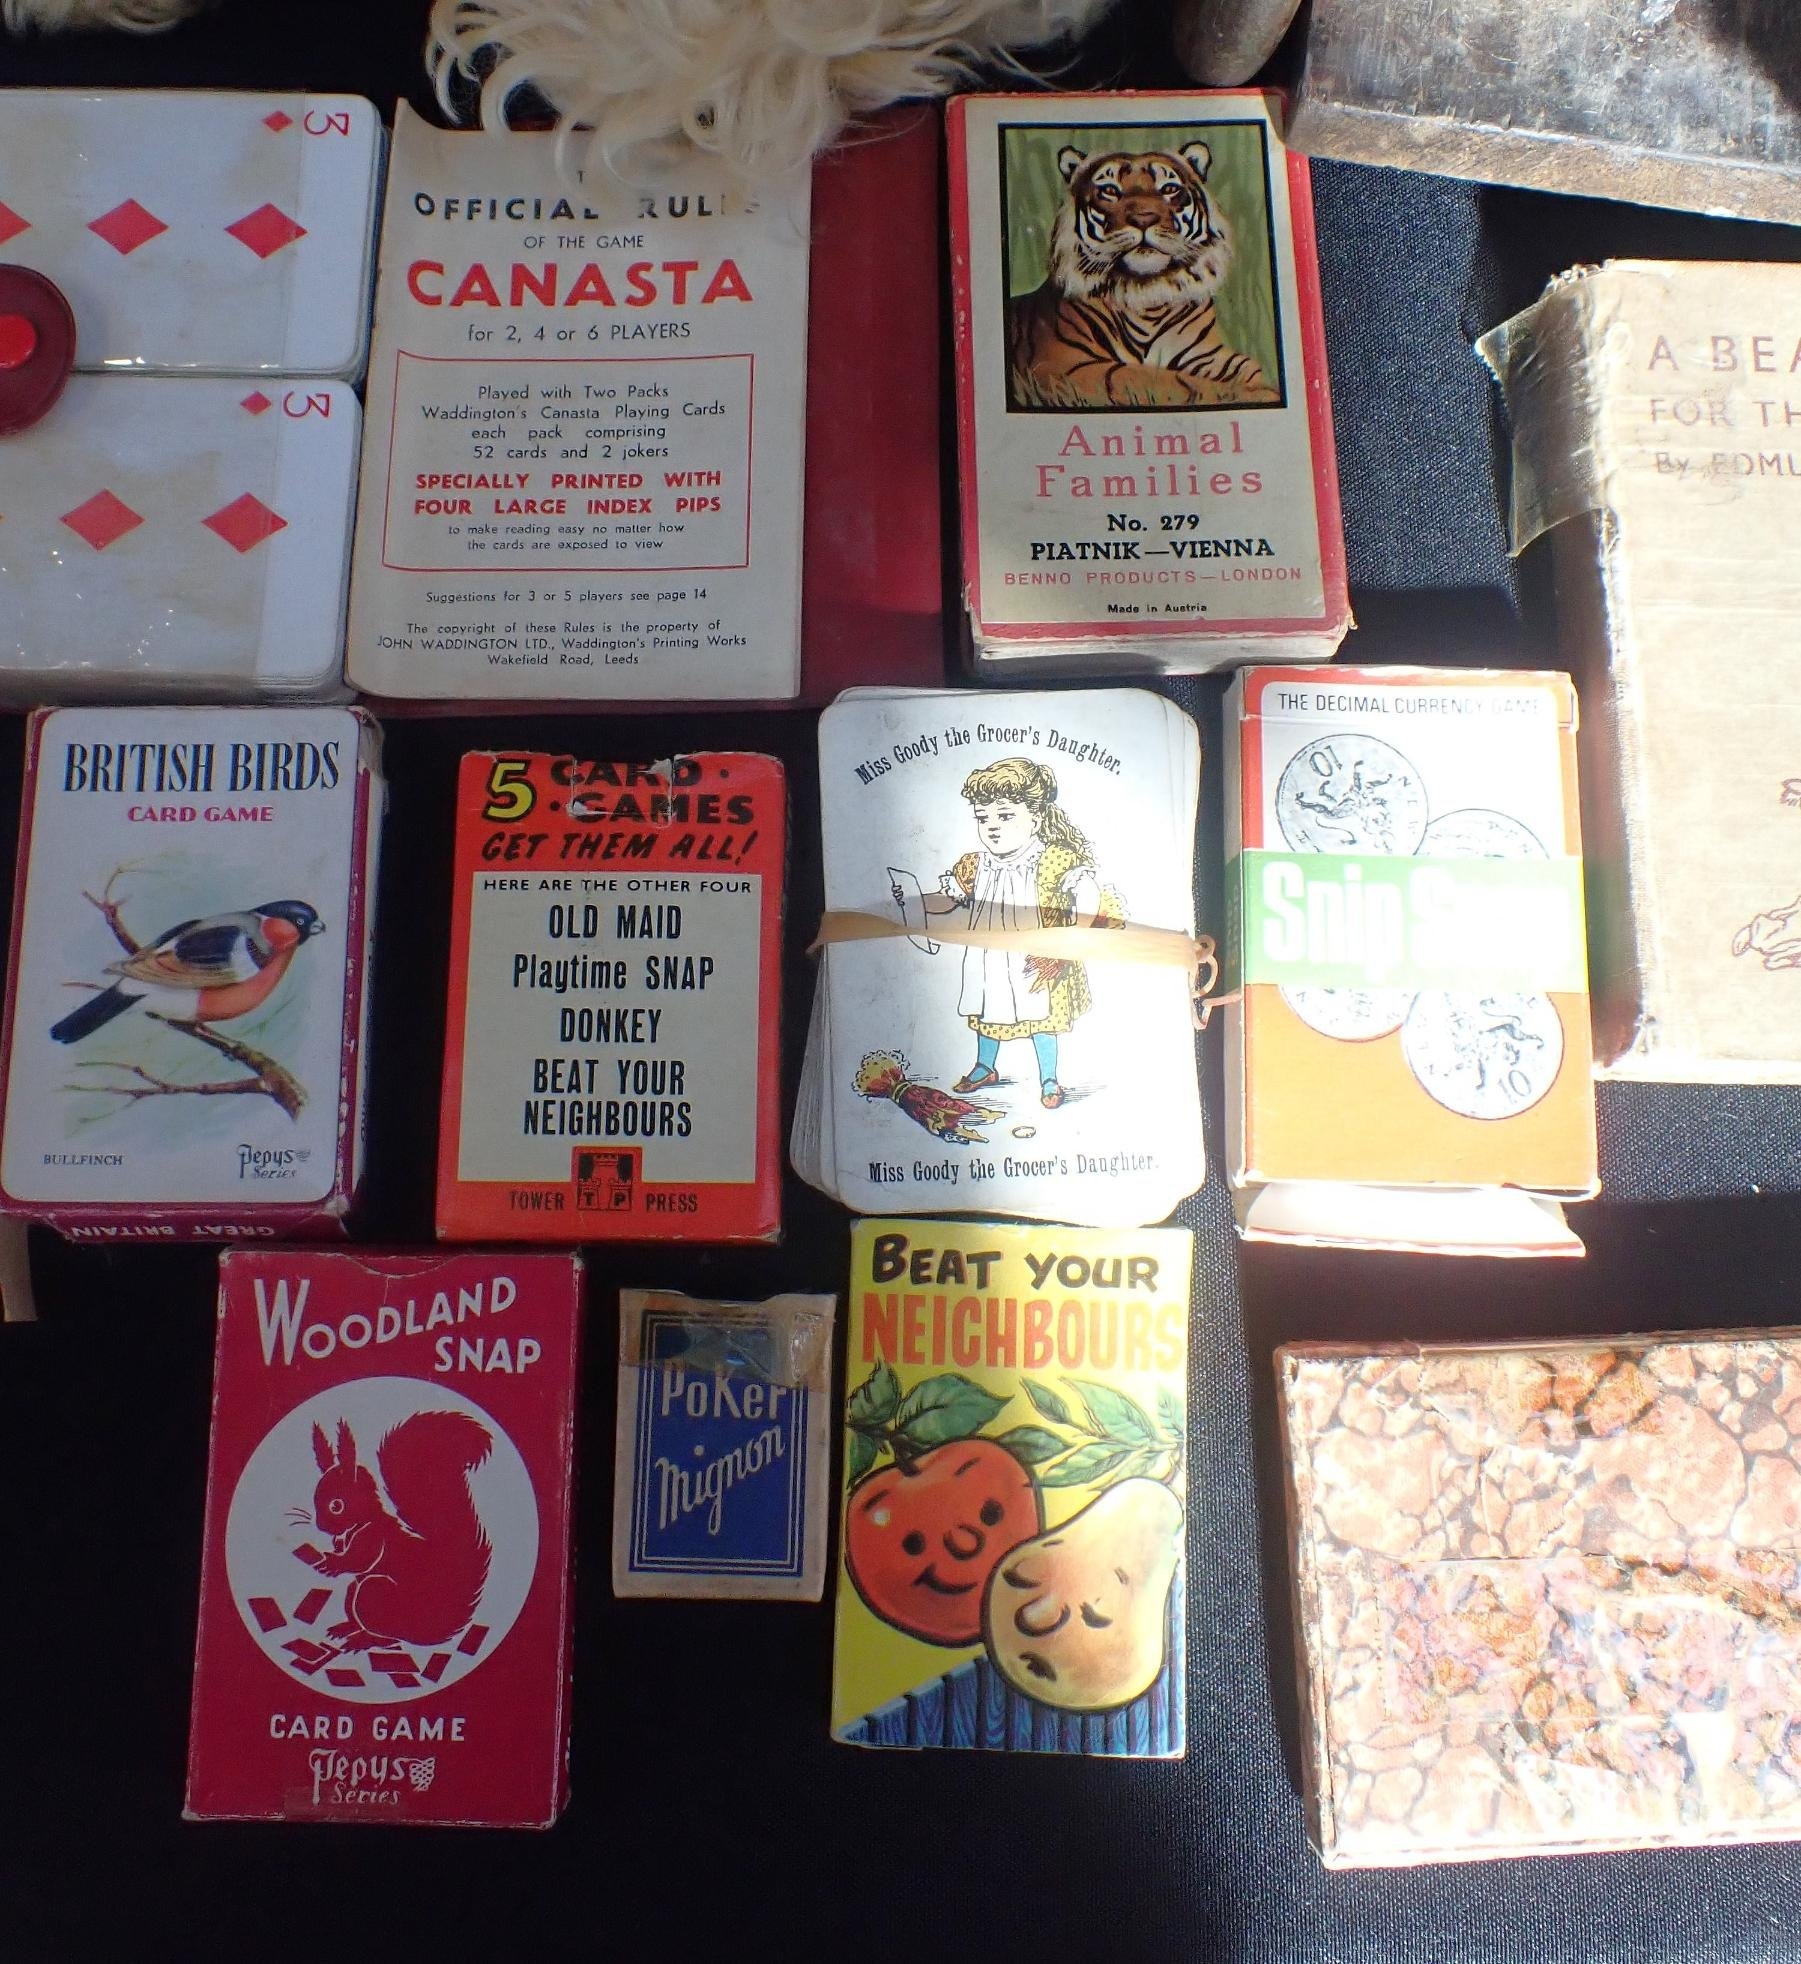 3
3
OFFICIAL RUL
OF THE GAME
CANASTA
for 2, 4 or 6 PLAYERS
Played with Two Packs
Waddington's Canasta Playing Cards
each pack comprising
52 cards and 2 jokers
SPECIALLY PRINTED WITH
FOUR LARGE INDEX PIPS
to make reading easy no matter how
the cards are exposed to view
Suggestions for 3 or 5 players see page 14
The copyright of these Rules is the property of
JOHN WADDINGTON LTD., Waddington's Printing Works
Wakefield Road, Leeds
Animal
Families
No. 279
PIATNIK—VIENNA
BENNO PRODUCTS—LONDON
Made in Austria
A BEA
FOR TH
By EDMU
BRITISH BIRDS
CARD GAME
BULLFINCH
Pepys
Series
GREAT BRITAIN
5 CARD
GAMES
GET THEM ALL!
HERE ARE THE OTHER FOUR
OLD MAID
Playtime SNAP
DONKEY
BEAT YOUR
NEIGHBOURS
TOWER TP PRESS
Miss Goody the Grocer's Daughter.
Miss Goody the Grocer's Daughter.
THE DECIMAL CURRENCY GAME
10
Snip
10
WOODLAND
SNAP
CARD GAME
Pepys
Series
Poker
Mignon
BEAT YOUR
NEIGHBOURS